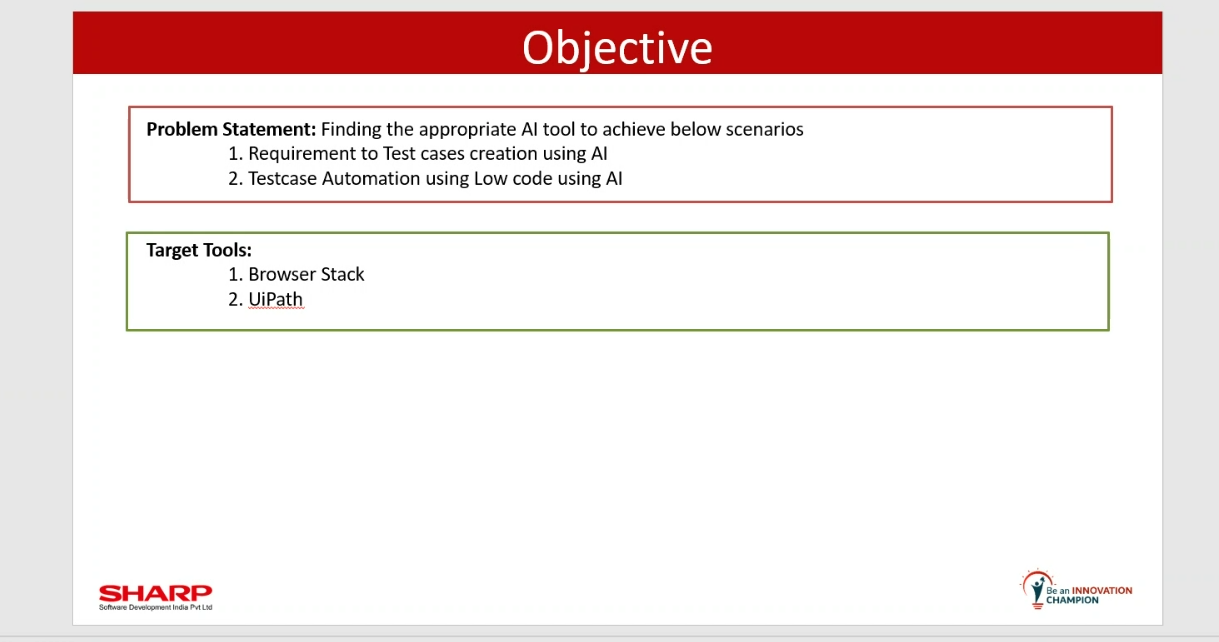 Objective
Problem Statement: Finding the appropriate AI tool to achieve below scenarios
1. Requirement to Test cases creation using AI
2. Testcase Automation using Low code using AI
Target Tools:
1. Browser Stack
2. UiPath
SHARP
Software Development India Pvt Ltd
Be an INNOVATION
CHAMPION